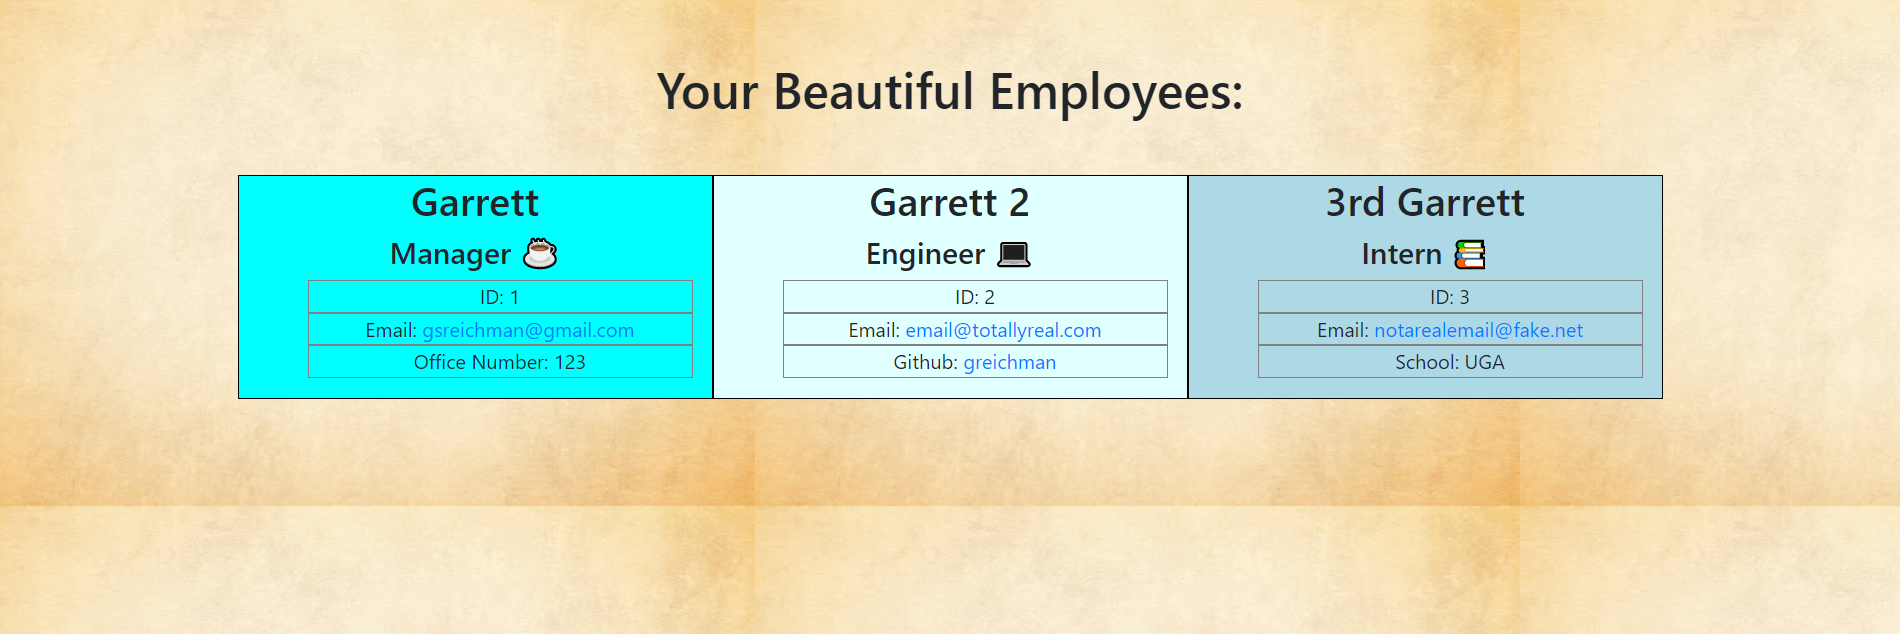 Your Beautiful Employees:
Garrett
Manager ☕
ID: 1
Email: gsreichman@gmail.com
Office Number: 123
Garrett 2
Engineer 💻
ID: 2
Email: email@totallyreal.com
Github: greichman
3rd Garrett
Intern 📚
ID: 3
Email: notarealemail@fake.net
School: UGA